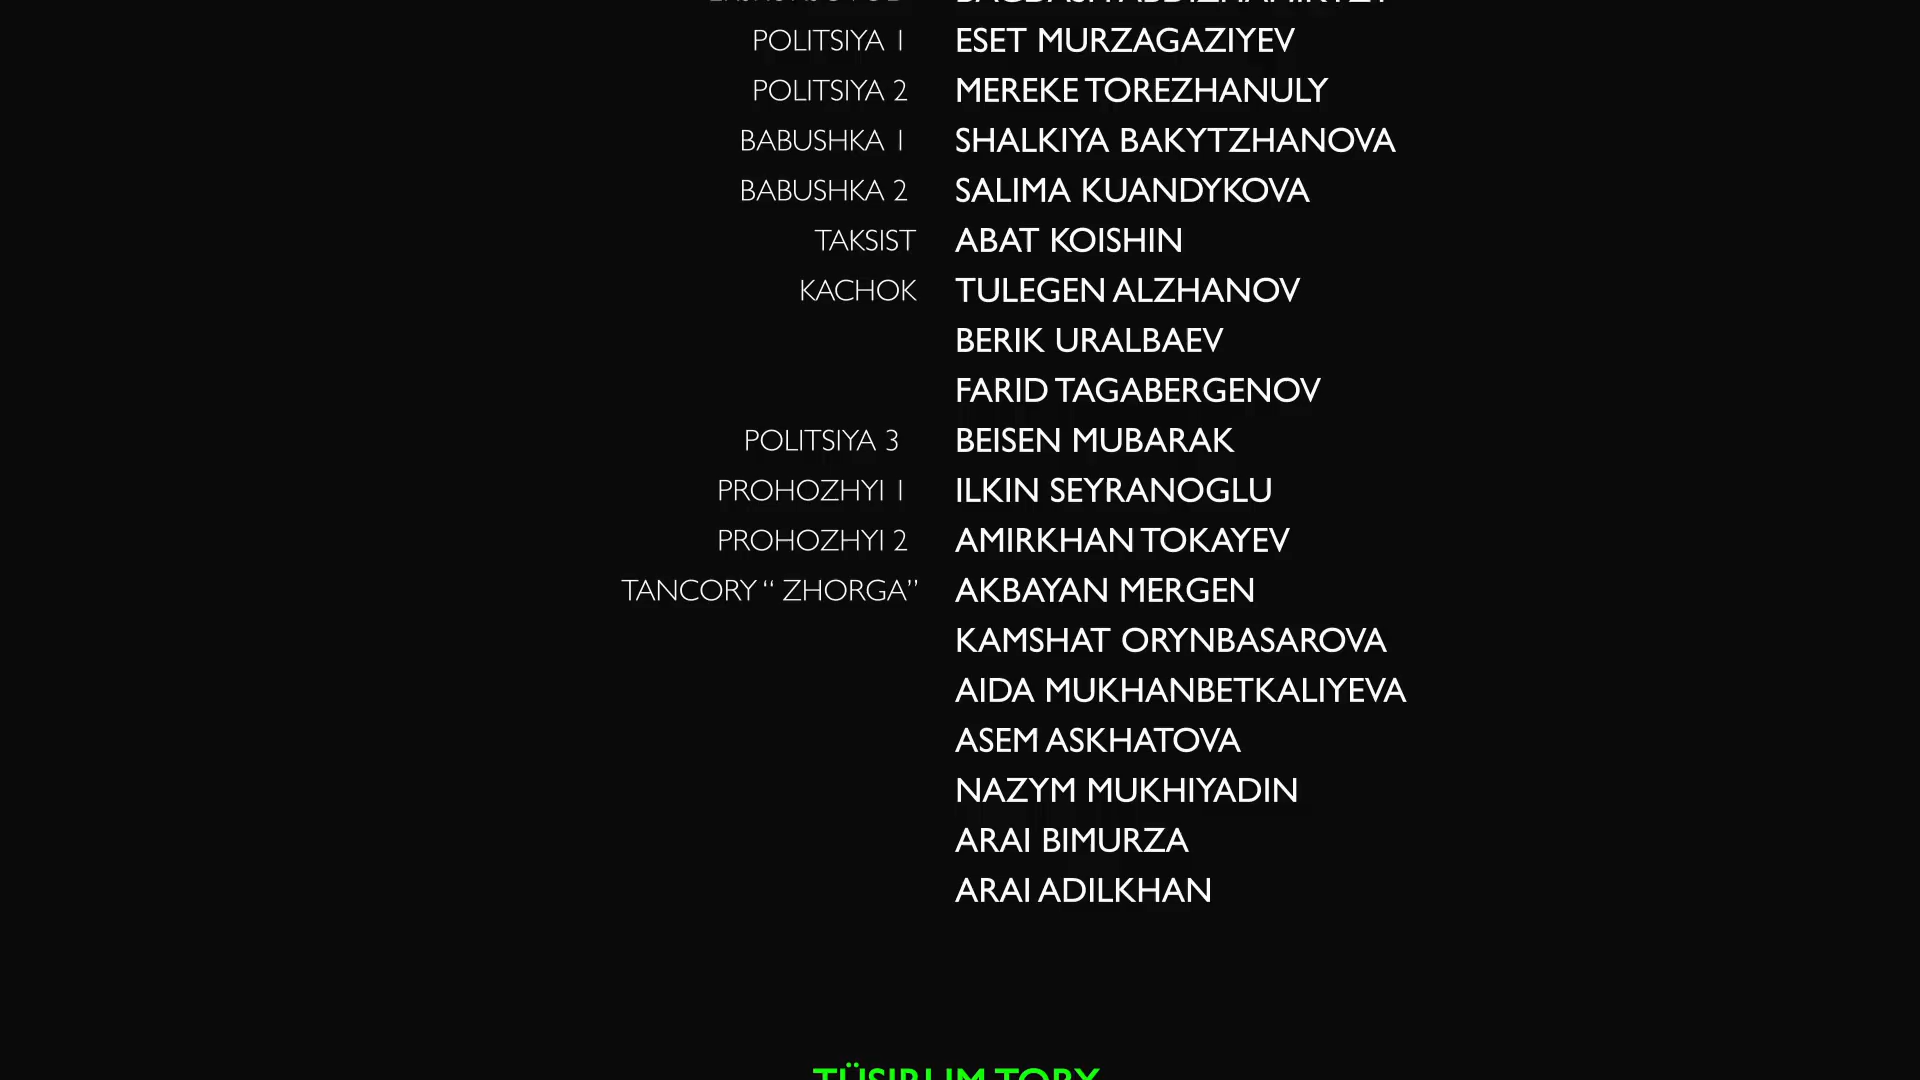 POLITSIYA 1 ESET MURZAGAZIYEV
POLITSIYA 2 MEREKE TOREZHANULY
BABUSHKA 1 SHALKIYA BAKYTZHANOVA
BABUSHKA 2 SALIMA KUANDYKOVA
TAKSIST ABAT KOISHIN
KACHOK TULEGEN ALZHANOV
BERIK URALBAEV
FARID TAGABERGENOV
POLITSIYA 3 BEISEN MUBARAK
PROHOZHYI 1 ILKIN SEYRANOGLU
PROHOZHYI 2 AMIRKHAN TOKAYEV
TANCORY “ ZHORGA” AKBAYAN MERGEN
KAMSHAT ORYNBASAROVA
AIDA MUKHANBETKALIYEVA
ASEM ASKHATOVA
NAZYM MUKHIYADIN
ARAI BIMURZA
ARAI ADILKHAN
TÜSIRLIM TOBY